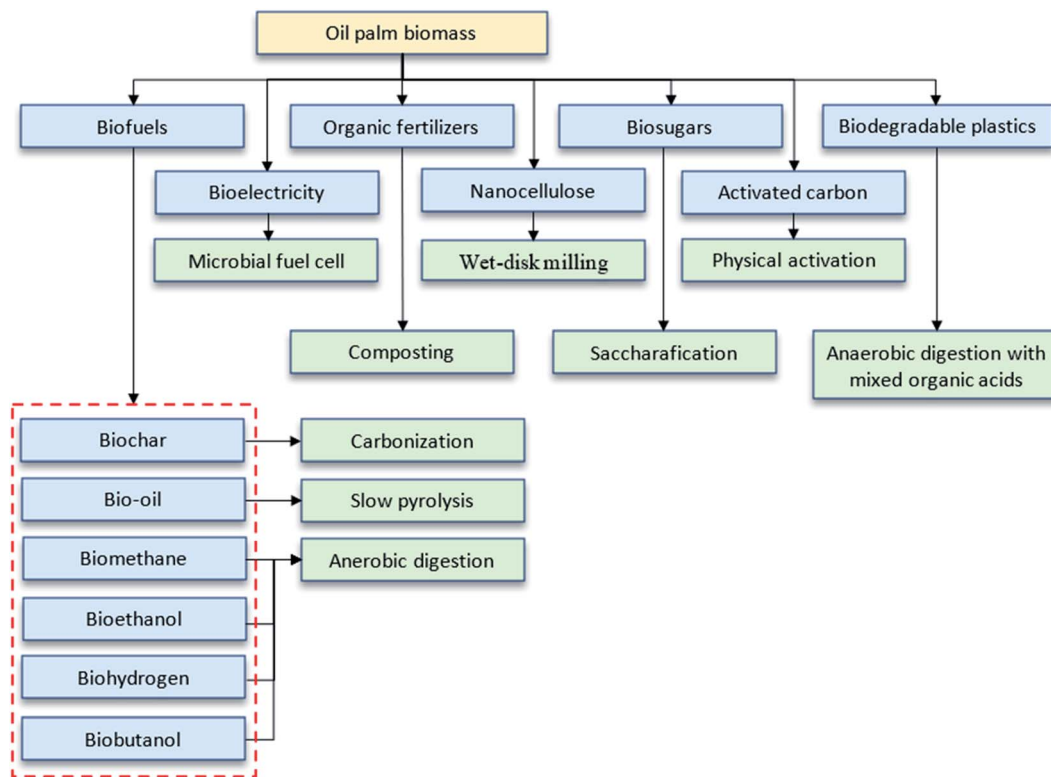 Oil palm biomass
Biofuels
Organic fertilizers
Biosugars
Biodegradable plastics
Bioelectricity
Nanocellulose
Activated carbon
Microbial fuel cell
Wet-disk milling
Physical activation
Composting
Saccharafication
Anaerobic digestion with
mixed organic acids
Biochar
Carbonization
Bio-oil
Slow pyrolysis
Biomethane
Anerobic digestion
Bioethanol
Biohydrogen
Biobutanol